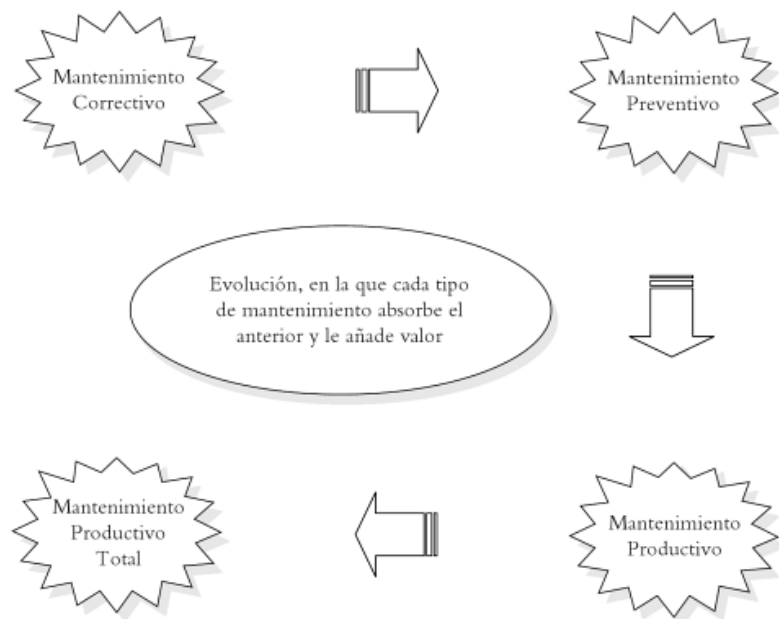 Mantenimiento
Correctivo
Mantenimiento
Preventivo
Evolución, en la que cada tipo
de mantenimiento absorbe el
anterior y le añade valor
Mantenimiento
Productivo
Total
Mantenimiento
Productivo